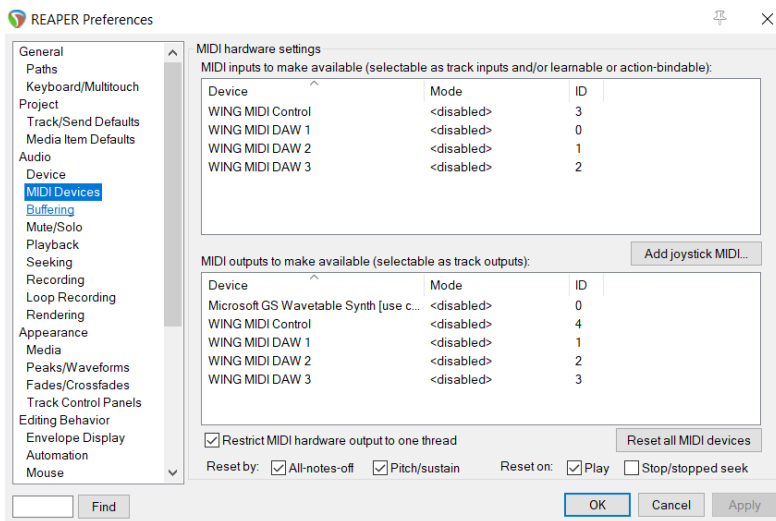 REAPER Preferences
General
Paths
Keyboard/Multitouch
Project
Track/Send Defaults
Media Item Defaults
Audio
Device
MIDI Devices
Buffering
Mute/Solo
Playback
Seeking
Recording
Loop Recording
Rendering
Appearance
Media
Peaks/Waveforms
Fades/Crossfades
Track Control Panels
Editing Behavior
Envelope Display
Automation
Mouse
Find
MIDI hardware settings
MIDI inputs to make available (selectable as track inputs and/or learnable or action-bindable):
Device Mode ID
WING MIDI Control <disabled> 3
WING MIDI DAW 1 <disabled> 0
WING MIDI DAW 2 <disabled> 1
WING MIDI DAW 3 <disabled> 2
Add joystick MIDI...
MIDI outputs to make available (selectable as track outputs):
Device Mode ID
Microsoft GS Wavetable Synth [use c... <disabled> 0
WING MIDI Control <disabled> 4
WING MIDI DAW 1 <disabled> 1
WING MIDI DAW 2 <disabled> 2
WING MIDI DAW 3 <disabled> 3
Restrict MIDI hardware output to one thread Reset all MIDI devices
Reset by: All-notes-off Pitch/sustain Reset on: Play Stop/stopped seek
OK Cancel Apply